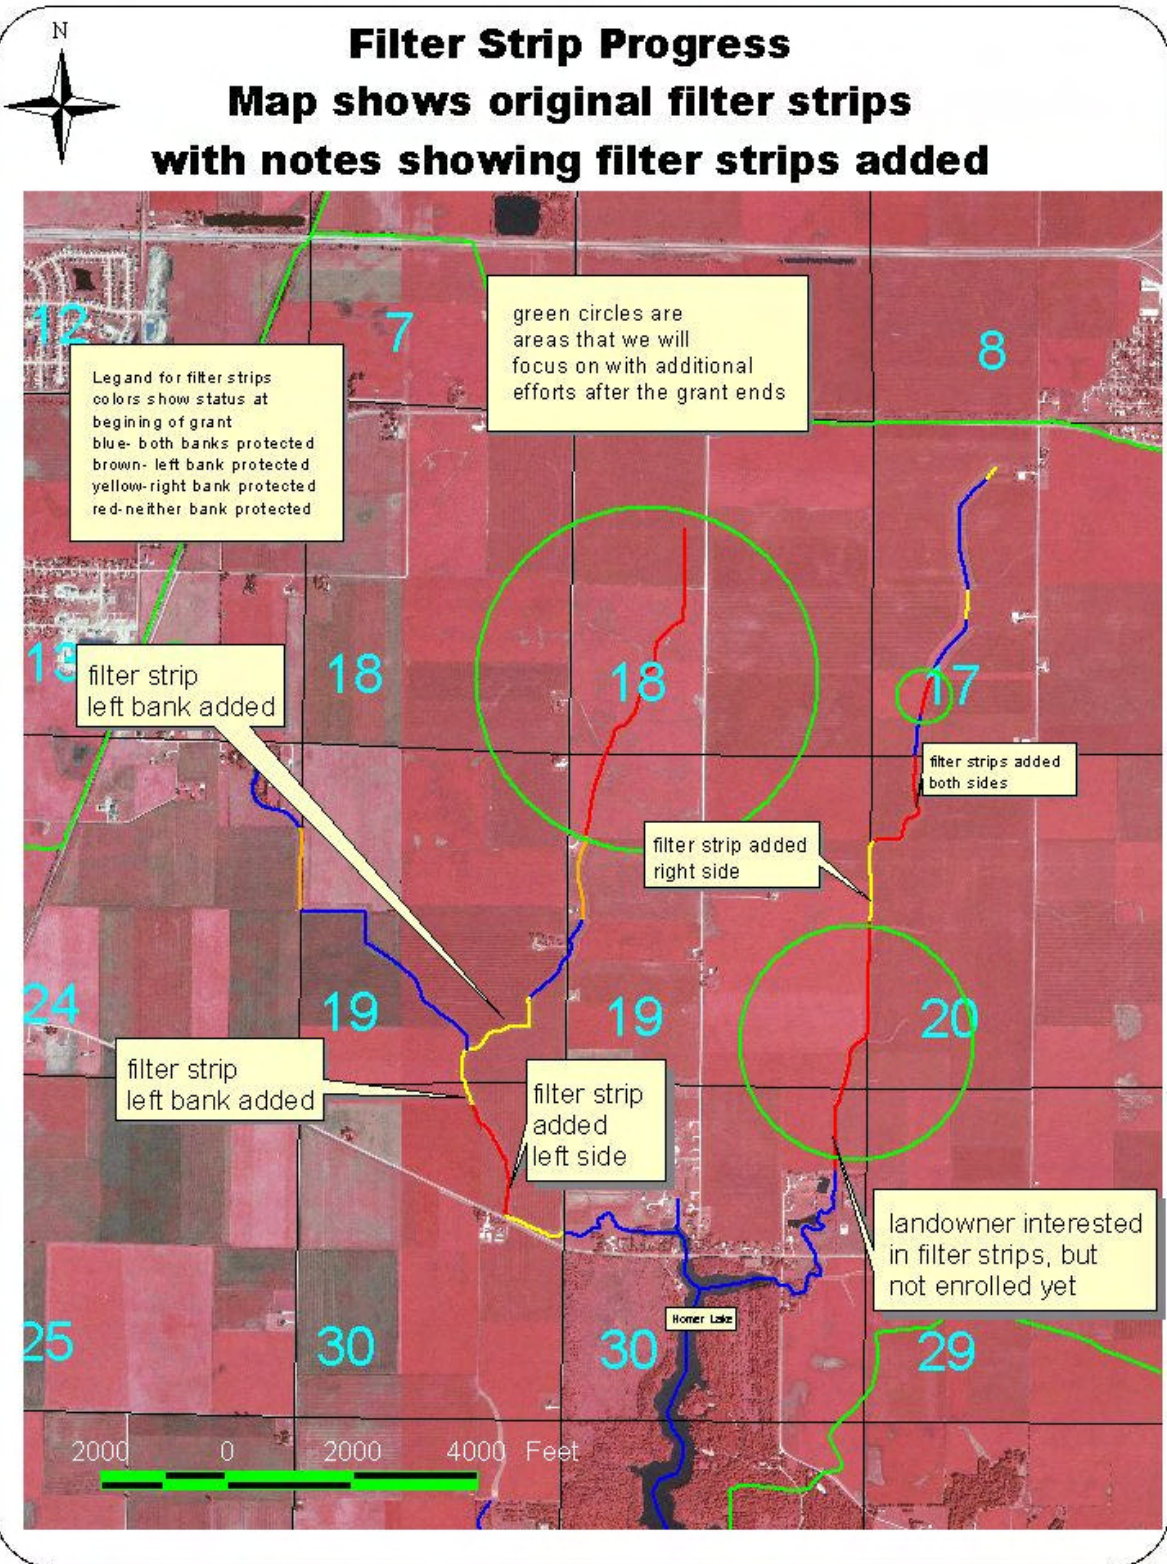 N
Filter Strip Progress
Map shows original filter strips
with notes showing filter strips added
12
7
8
green circles are
areas that we will
focus on with additional
efforts after the grant ends
Legand for filter strips
colors show status at
begining of grant
blue- both banks protected
brown- left bank protected
yellow-right bank protected
red-neither bank protected
13
18
18
17
filter strip
left bank added
filter strips added
both sides
filter strip added
right side
24
19
19
20
filter strip
left bank added
filter strip
added
left side
landowner interested
in filter strips, but
not enrolled yet
Homer Lake
25
30
30
29
2000 0 2000 4000 Feet